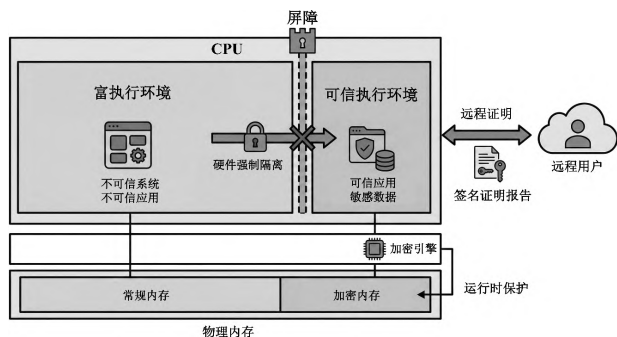 屏障
CPU
富执行环境
可信执行环境
远程证明
硬件强制隔离
不可信系统
不可信应用
可信应用
敏感数据
签名证明报告
远程用户
加密引擎
常规内存
加密内存
运行时保护
物理内存